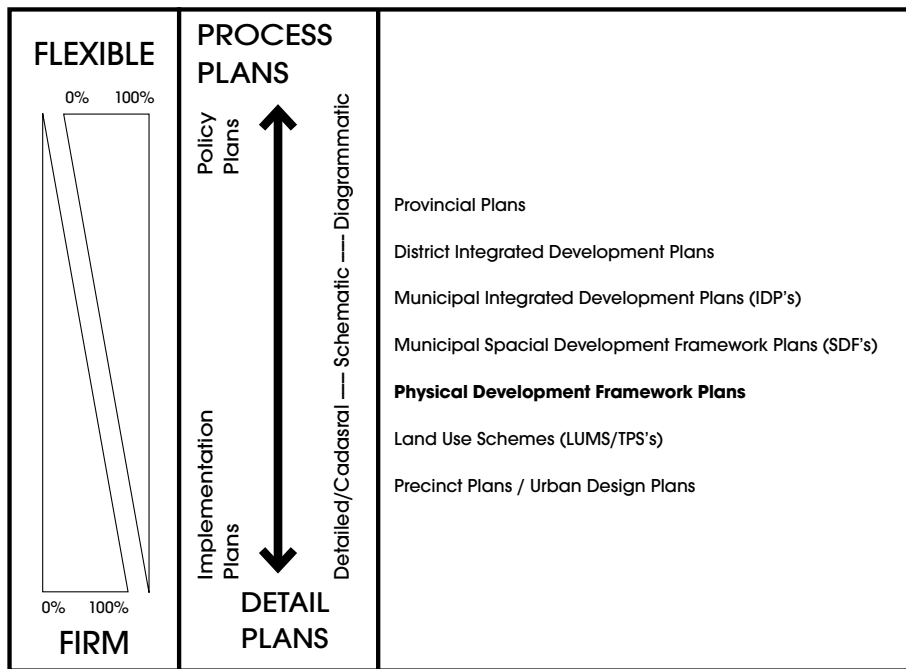 FLEXIBLE
0% 100%
0% 100%
FIRM
PROCESS
PLANS
Policy
Plans
Implementation
Plans
Detailed/Cadasral —– Schematic —– Diagrammatic
DETAIL
PLANS
Provincial Plans
District Integrated Development Plans
Municipal Integrated Development Plans (IDP's)
Municipal Spacial Development Framework Plans (SDF's)
Physical Development Framework Plans
Land Use Schemes (LUMS/TPS's)
Precinct Plans / Urban Design Plans